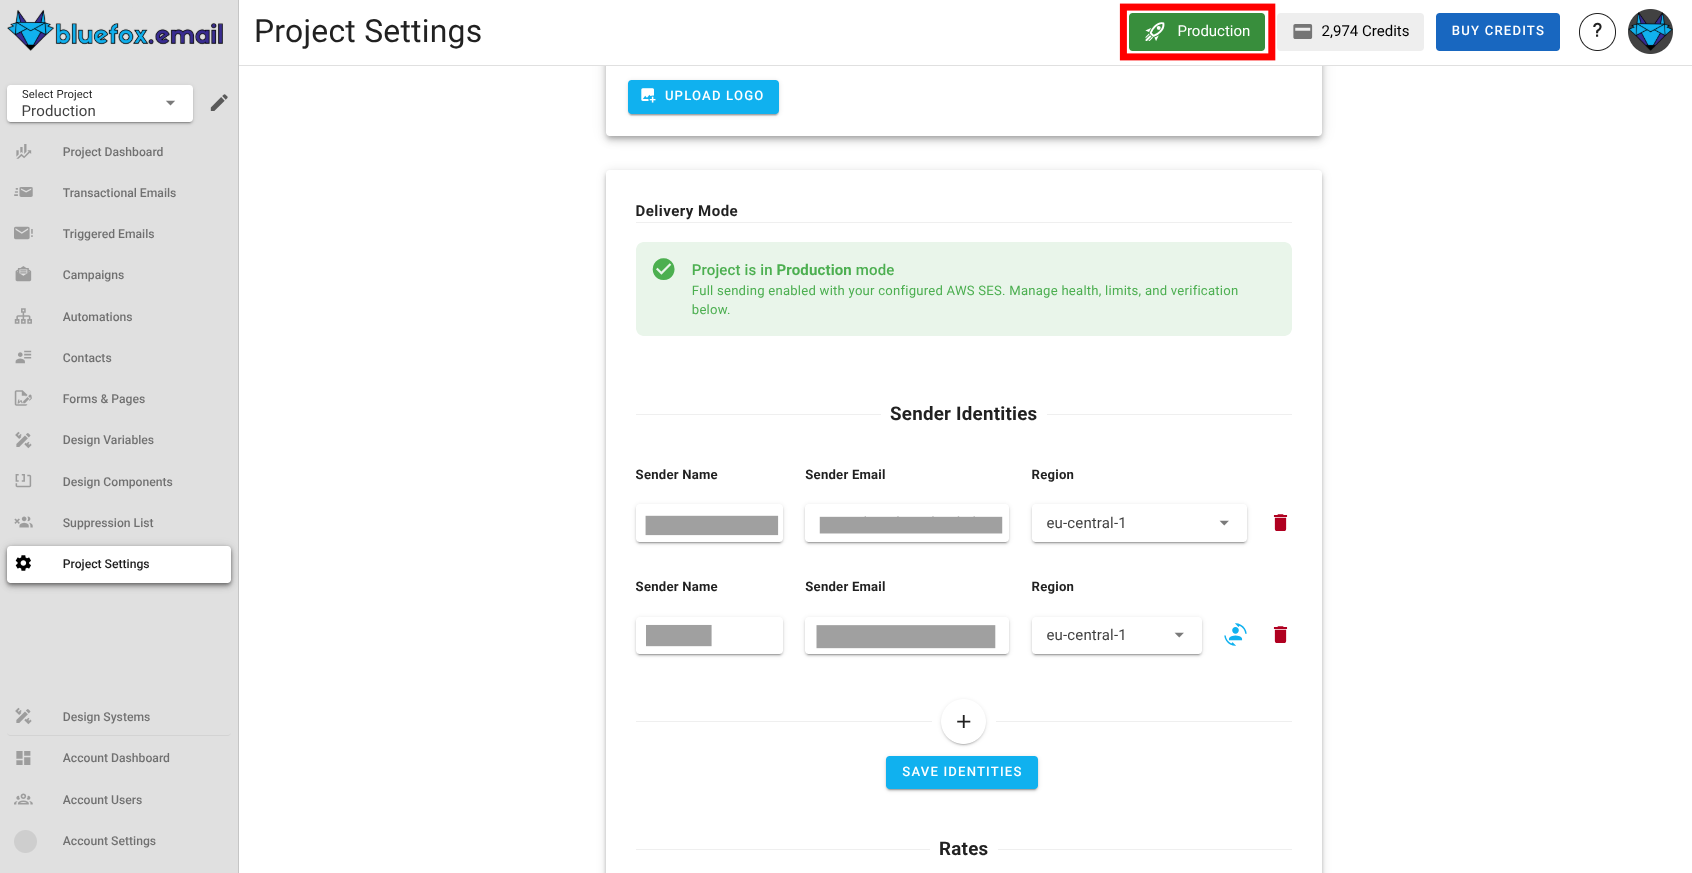 bluefox.email
Project Settings
Production
2,974 Credits
BUY CREDITS
?
Select Project
Production
Project Dashboard
Transactional Emails
Triggered Emails
Campaigns
Automations
Contacts
Forms & Pages
Design Variables
Design Components
Suppression List
Project Settings
Design Systems
Account Dashboard
Account Users
Account Settings
UPLOAD LOGO
Delivery Mode
Project is in Production mode
Full sending enabled with your configured AWS SES. Manage health, limits, and verification
below.
Sender Identities
Sender Name
Sender Email
Region
eu-central-1
Sender Name
Sender Email
Region
eu-central-1
+
SAVE IDENTITIES
Rates